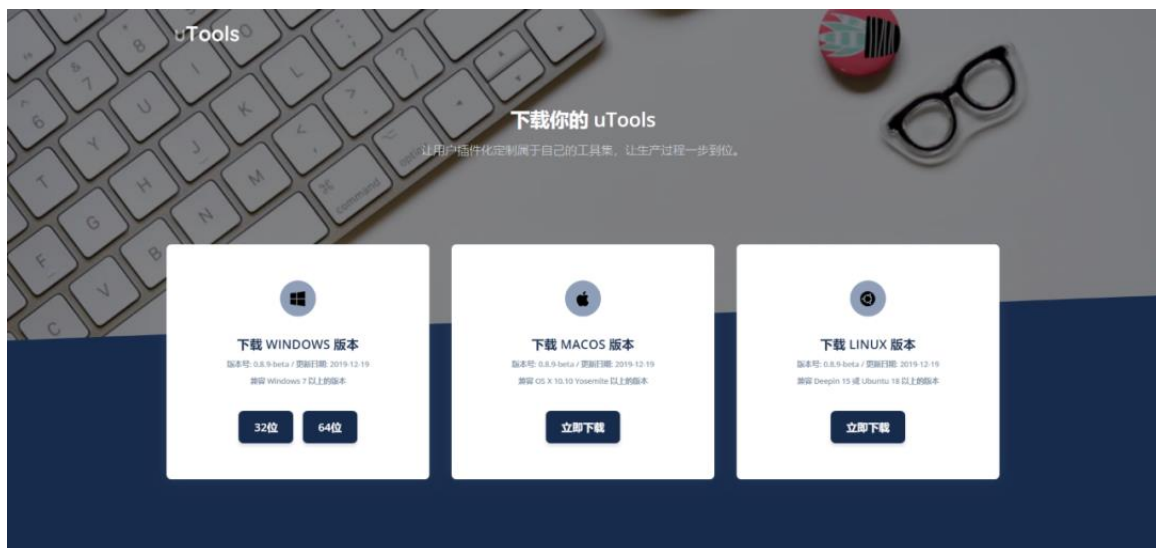 uTools
下载你的 uTools
让用户插件化定制属于自己的工具集，让生产过程一步到位。
下载 WINDOWS 版本
版本号: 0.8.9-beta / 更新日期: 2019-12-19
兼容 Windows 7 以上的版本
32位 64位
下载 MACOS 版本
版本号: 0.8.9-beta / 更新日期: 2019-12-19
兼容 OS X 10.10 Yosemite 以上的版本
立即下载
下载 LINUX 版本
版本号: 0.8.9-beta / 更新日期: 2019-12-19
兼容 Deepin 15 或 Ubuntu 18 以上的版本
立即下载
command
option